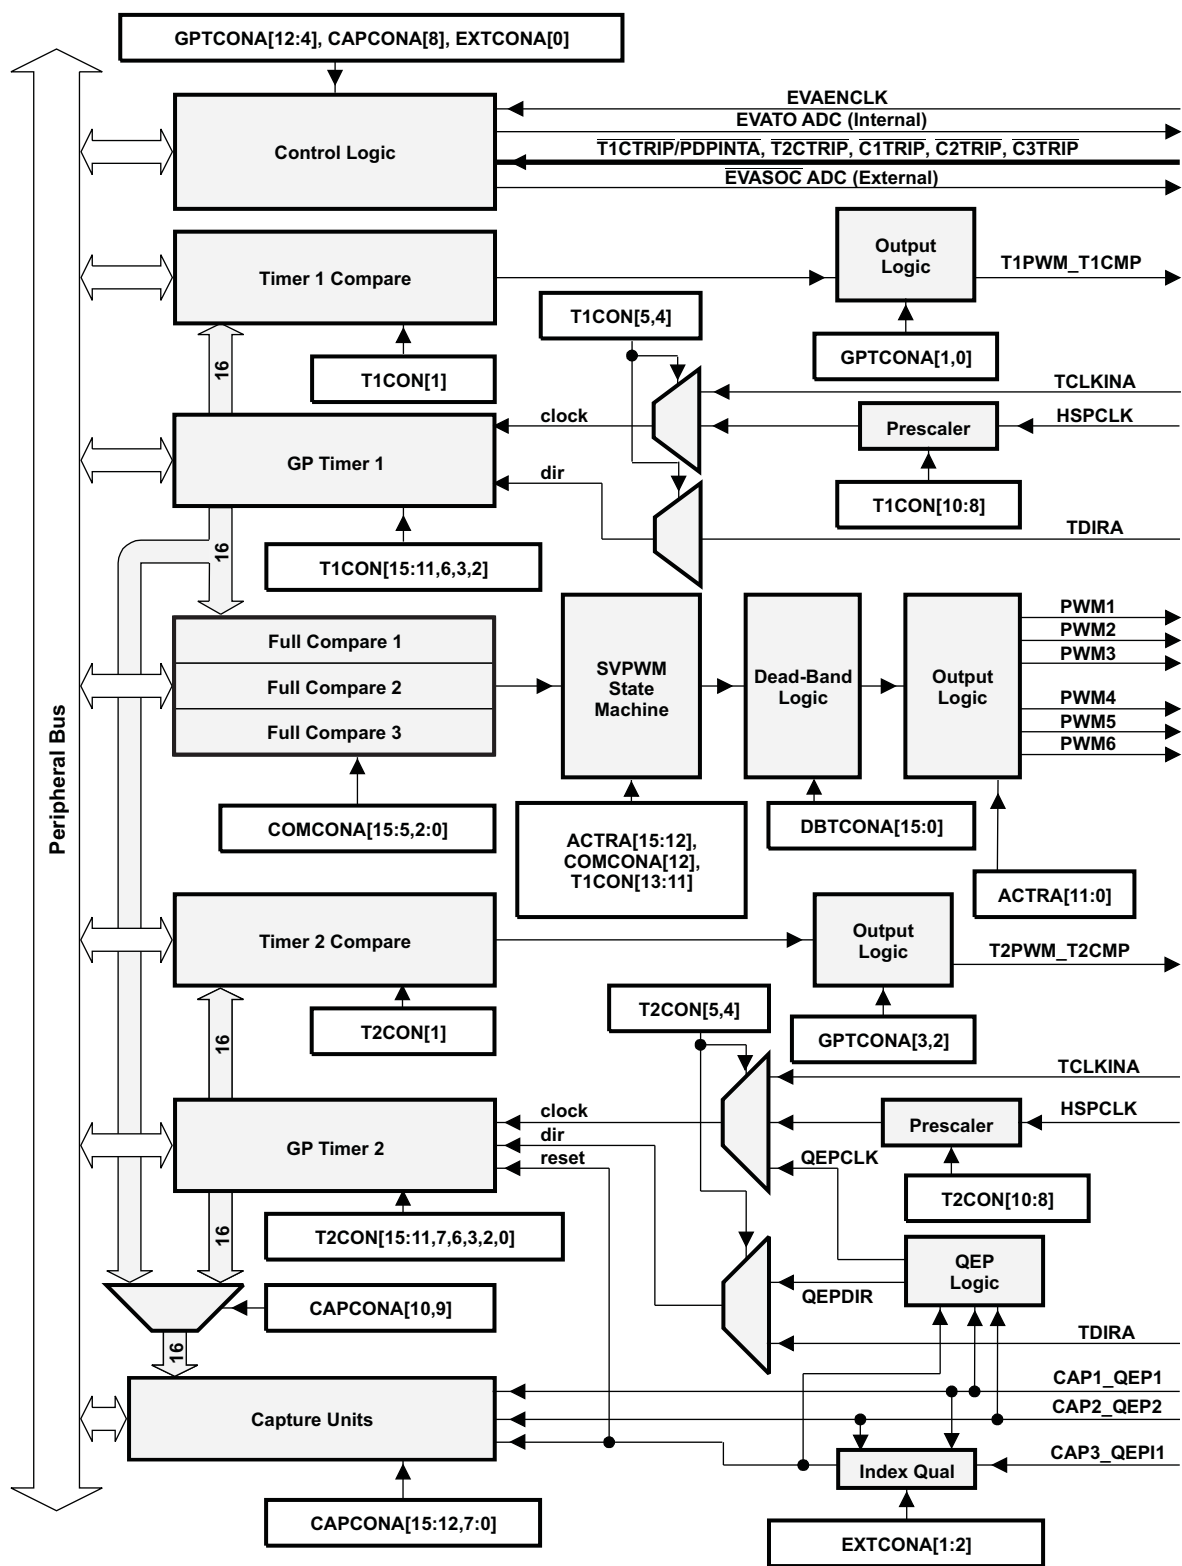 GPTCONA[12:4], CAPCONA[8], EXTCONA[0]
Control Logic
EVAENCLK
EVATO ADC (Internal)
T1CTRIP/PDPINTA, T2CTRIP, C1TRIP, C2TRIP, C3TRIP
EVASOC ADC (External)
Timer 1 Compare
Output
Logic
T1PWM_T1CMP
T1CON[5,4]
GPTCONA[1,0]
16
T1CON[1]
TCLKINA
clock
Prescaler
HSPCLK
GP Timer 1
dir
T1CON[10:8]
TDIRA
16
T1CON[15:11,6,3,2]
Full Compare 1
Full Compare 2
Full Compare 3
SVPWM
State
Machine
Dead-Band
Logic
Output
Logic
PWM1
PWM2
PWM3
PWM4
PWM5
PWM6
Peripheral Bus
COMCONA[15:5,2:0]
ACTRA[15:12],
COMCONA[12],
T1CON[13:11]
DBTCONA[15:0]
ACTRA[11:0]
Timer 2 Compare
Output
Logic
T2PWM_T2CMP
T2CON[5,4]
GPTCONA[3,2]
16
T2CON[1]
TCLKINA
clock
Prescaler
HSPCLK
GP Timer 2
dir
reset
QEPCLK
T2CON[10:8]
16
T2CON[15:11,7,6,3,2,0]
QEP
Logic
QEPDIR
CAPCONA[10,9]
TDIRA
16
CAP1_QEP1
CAP2_QEP2
Capture Units
Index Qual
CAP3_QEPI1
CAPCONA[15:12,7:0]
EXTCONA[1:2]